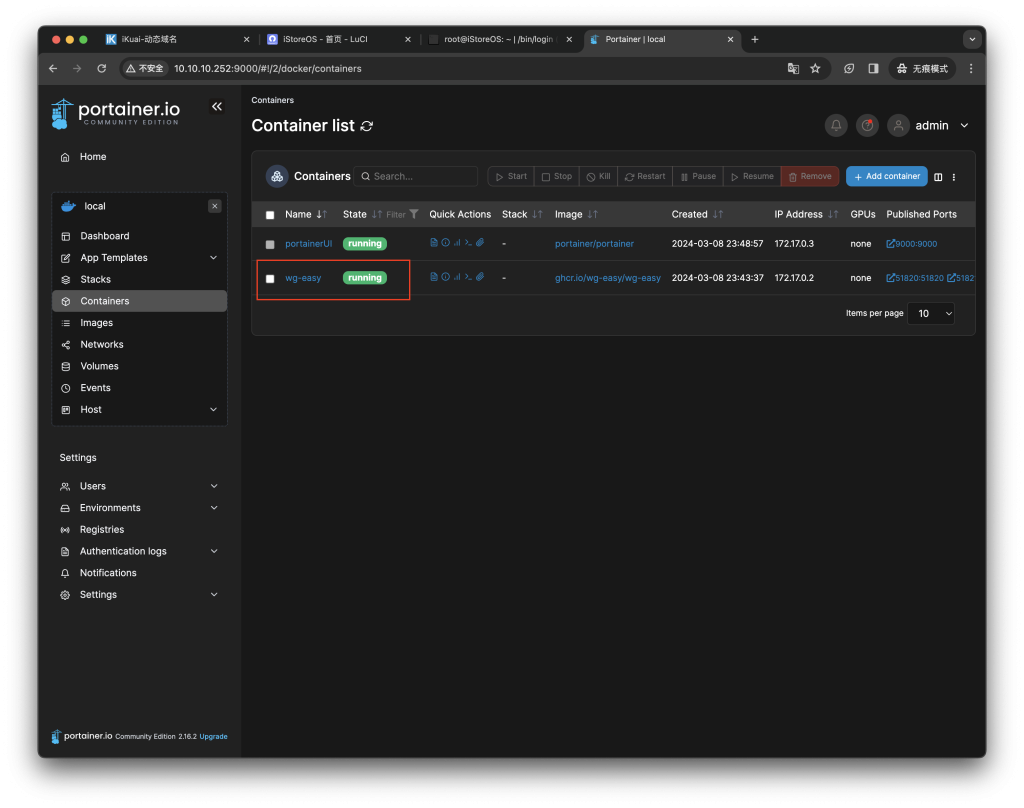 iKuai-动态域名
iStoreOS - 首页 - LuCI
root@iStoreOS: ~ | /bin/login
Portainer | local
不安全 10.10.10.252:9000/#!/2/docker/containers
无痕模式
portainer.io
COMMUNITY EDITION
Home
local
Dashboard
App Templates
Stacks
Containers
Images
Networks
Volumes
Events
Host
Settings
Users
Environments
Registries
Authentication logs
Notifications
Settings
portainer.io Community Edition 2.16.2 Upgrade
Containers
Container list
admin
Containers Search... Start Stop Kill Restart Pause Resume Remove + Add container
Name State Filter Quick Actions Stack Image Created IP Address GPUs Published Ports
portainerUI running - portainer/portainer 2024-03-08 23:48:57 172.17.0.3 none 9000:9000
wg-easy running - ghcr.io/wg-easy/wg-easy 2024-03-08 23:43:37 172.17.0.2 none 51820:51820 5182
Items per page 10